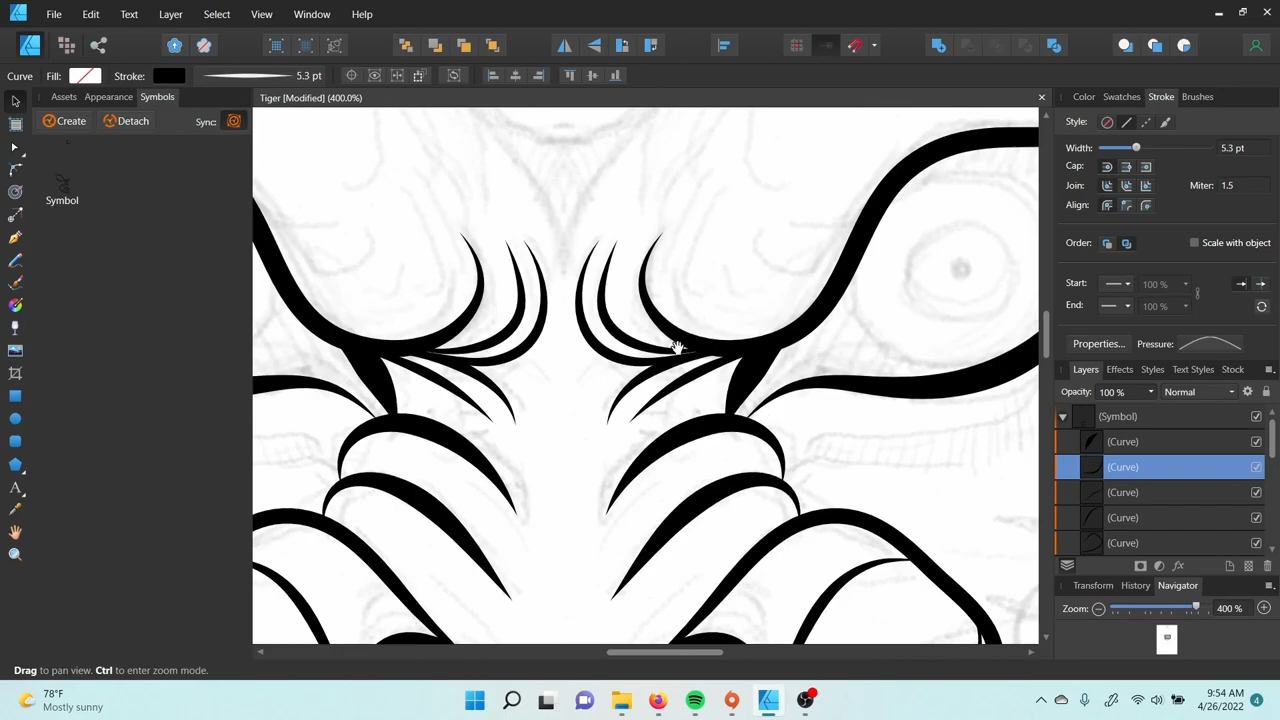 File Edit Text Layer Select View Window Help
Curve Fill: Stroke: 5.3 pt
Assets Appearance Symbols
Tiger [Modified] (400.0%)
Color Swatches Stroke Brushes
Create Detach Sync:
Style:
Width: 5.3 pt
Cap:
Symbol
Join: Miter: 1.5
Align:
Order: Scale with object
Start: 100 %
End: 100 %
Properties... Pressure:
Layers Effects Styles Text Styles Stock
Opacity: 100 % Normal
(Symbol)
(Curve)
(Curve)
(Curve)
(Curve)
(Curve)
Transform History Navigator
Zoom: 400 %
Drag to pan view. Ctrl to enter zoom mode.
78°F
Mostly sunny
9:54 AM
4/26/2022
4